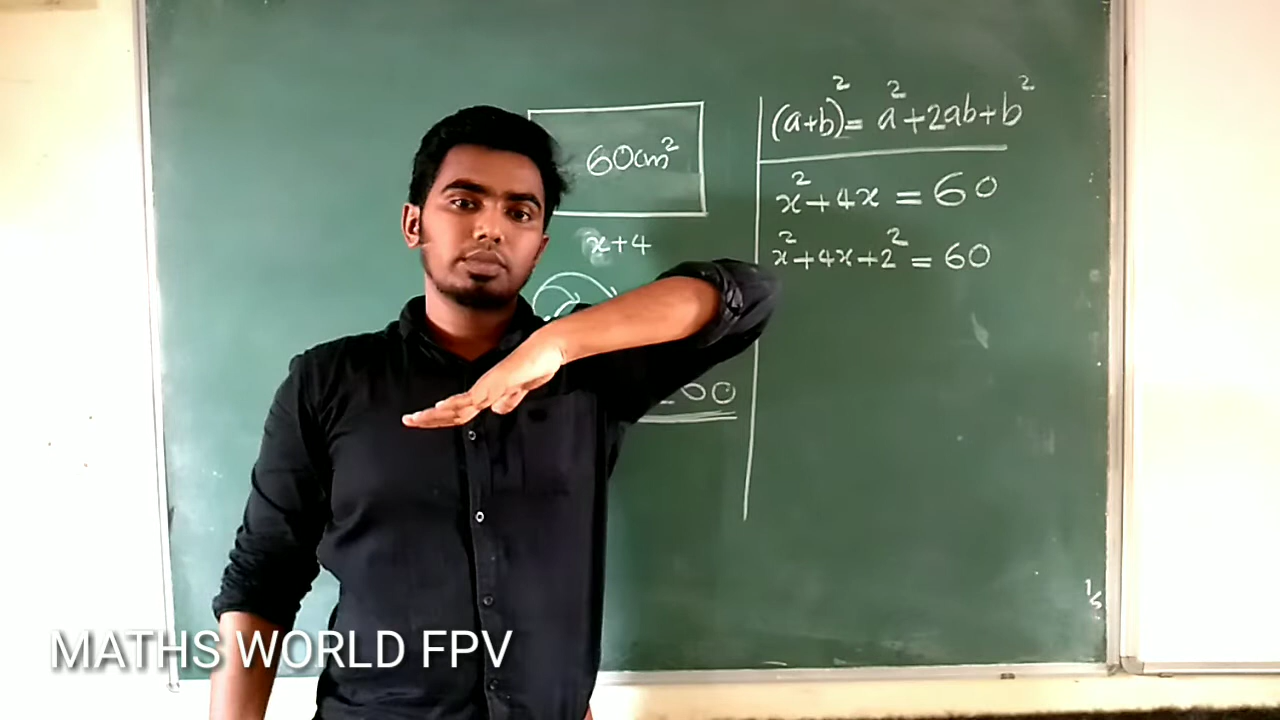 60cm²
x+4
(a+b)² = a²+2ab+b²
x²+4x = 60
x²+4x+2² = 60
MATHS WORLD FPV